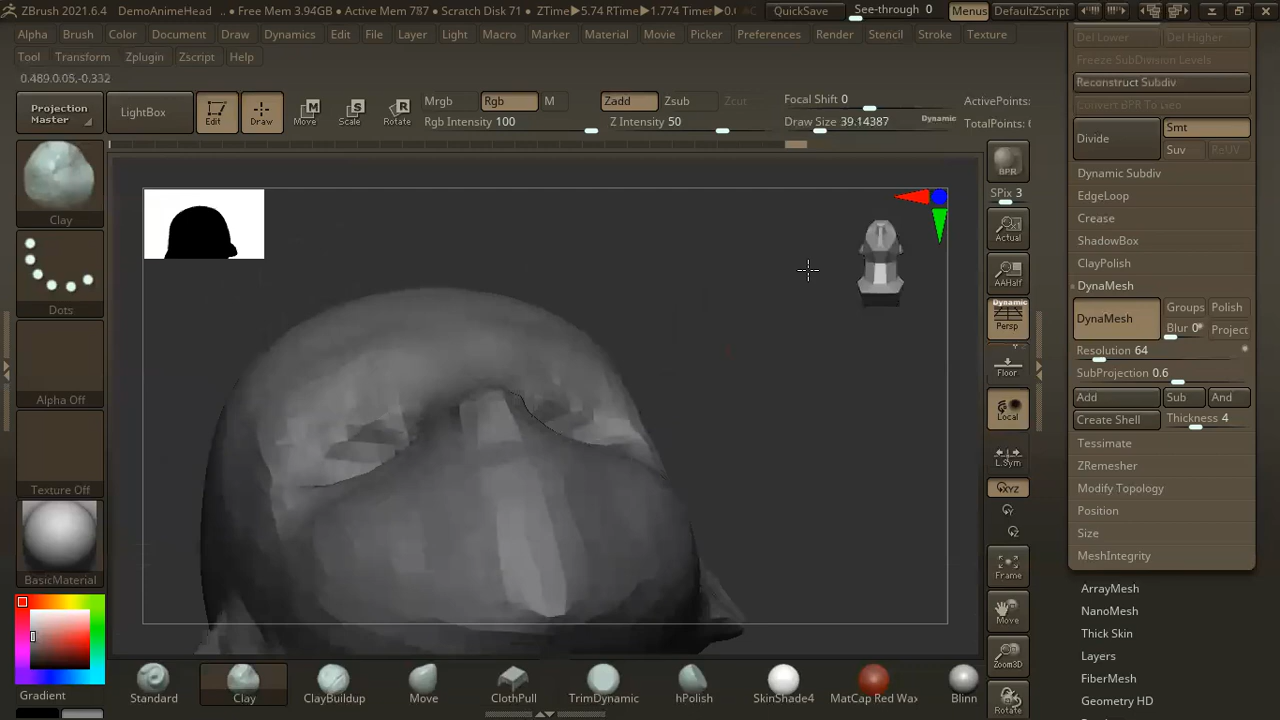 ZBrush 2021.6.4 DemoAnimeHead .. • Free Mem 3.94GB • Active Mem 787 • Scratch Disk 71 • ZTime▶5.74 RTime▶1.774 Timer▶0.
QuickSave
See-through 0
Menus
DefaultZScript
Alpha Brush Color Document Draw Dynamics Edit File Layer Light Macro Marker Material Movie Picker Preferences Render Stencil Stroke Texture
Tool Transform Zplugin Zscript Help
0.489,0.05,-0.332
Projection
Master
LightBox
Edit
Draw
M
Move
S
Scale
R
Rotate
Mrgb
Rgb
M
Rgb Intensity 100
Zadd
Zsub
Zcut
Z Intensity 50
Focal Shift 0
Draw Size 39.14387
Dynamic
ActivePoints:
TotalPoints:
Clay
Dots
Alpha Off
Texture Off
BasicMaterial
Gradient
BPR
SPix 3
Actual
AAHalf
Dynamic
Persp
Floor
Local
L.Sym
XYZ
Y
Z
Frame
Move
Zoom3D
Rotate
Del Lower
Del Higher
Freeze SubDivision Levels
Reconstruct Subdiv
Convert BPR To Geo
Divide
Smt
Suv
ReUV
Dynamic Subdiv
EdgeLoop
Crease
ShadowBox
ClayPolish
DynaMesh
DynaMesh
Groups
Polish
Blur 0
Project
Resolution 64
SubProjection 0.6
Add
Sub
And
Create Shell
Thickness 4
Tessimate
ZRemesher
Modify Topology
Position
Size
MeshIntegrity
ArrayMesh
NanoMesh
Thick Skin
Layers
FiberMesh
Geometry HD
Standard
Clay
ClayBuildup
Move
ClothPull
TrimDynamic
hPolish
SkinShade4
MatCap Red Wax
Blinn